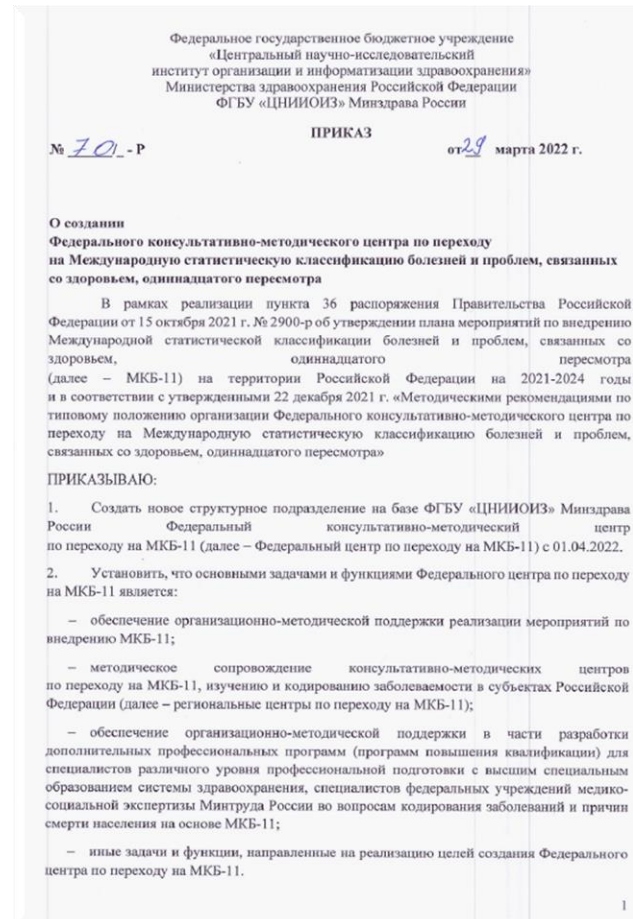 Федеральное государственное бюджетное учреждение
«Центральный научно-исследовательский
институт организации и информатизации здравоохранения»
Министерства здравоохранения Российской Федерации
ФГБУ «ЦНИИОИЗ» Минздрава России
ПРИКАЗ
№ 701 - Р от 29 марта 2022 г.
О создании
Федерального консультативно-методического центра по переходу
на Международную статистическую классификацию болезней и проблем, связанных
со здоровьем, одиннадцатого пересмотра
В рамках реализации пункта 36 распоряжения Правительства Российской
Федерации от 15 октября 2021 г. № 2900-р об утверждении плана мероприятий по внедрению
Международной статистической классификации болезней и проблем, связанных со
здоровьем, одиннадцатого пересмотра
(далее – МКБ-11) на территории Российской Федерации на 2021-2024 годы
и в соответствии с утвержденными 22 декабря 2021 г. «Методическими рекомендациями по
типовому положению организации Федерального консультативно-методического центра по
переходу на Международную статистическую классификацию болезней и проблем,
связанных со здоровьем, одиннадцатого пересмотра»
ПРИКАЗЫВАЮ:
1. Создать новое структурное подразделение на базе ФГБУ «ЦНИИОИЗ» Минздрава
России Федеральный консультативно-методический центр
по переходу на МКБ-11 (далее – Федеральный центр по переходу на МКБ-11) с 01.04.2022.
2. Установить, что основными задачами и функциями Федерального центра по переходу
на МКБ-11 является:
– обеспечение организационно-методической поддержки реализации мероприятий по
внедрению МКБ-11;
– методическое сопровождение консультативно-методических центров
по переходу на МКБ-11, изучению и кодированию заболеваемости в субъектах Российской
Федерации (далее – региональные центры по переходу на МКБ-11);
– обеспечение организационно-методической поддержки в части разработки
дополнительных профессиональных программ (программ повышения квалификации) для
специалистов различного уровня профессиональной подготовки с высшим специальным
образованием системы здравоохранения, специалистов федеральных учреждений медико-
социальной экспертизы Минтруда России во вопросам кодирования заболеваний и причин
смерти населения на основе МКБ-11;
– иные задачи и функции, направленные на реализацию целей создания Федерального
центра по переходу на МКБ-11.
1